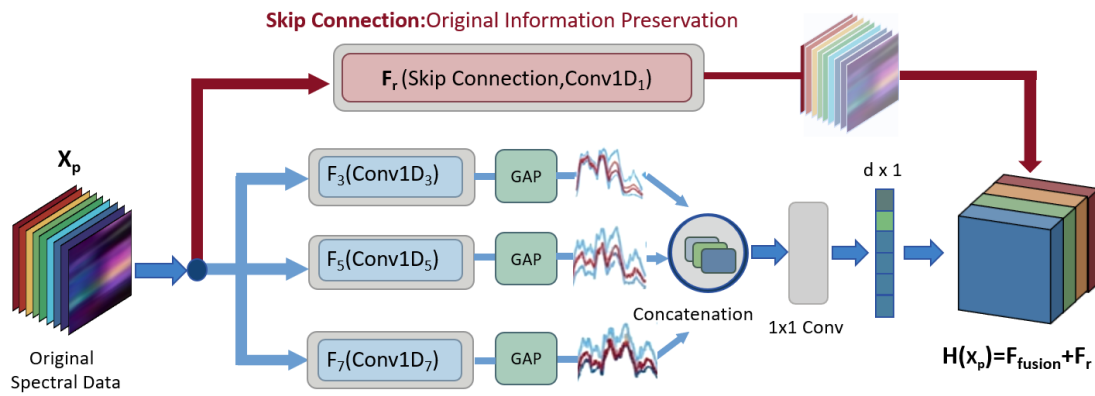 Skip Connection:Original Information Preservation
Fr (Skip Connection,Conv1D1)
Xp
Original
Spectral Data
F3(Conv1D3)
GAP
F5(Conv1D5)
GAP
F7(Conv1D7)
GAP
Concatenation
1x1 Conv
d x 1
H(xp)=Ffusion+Fr